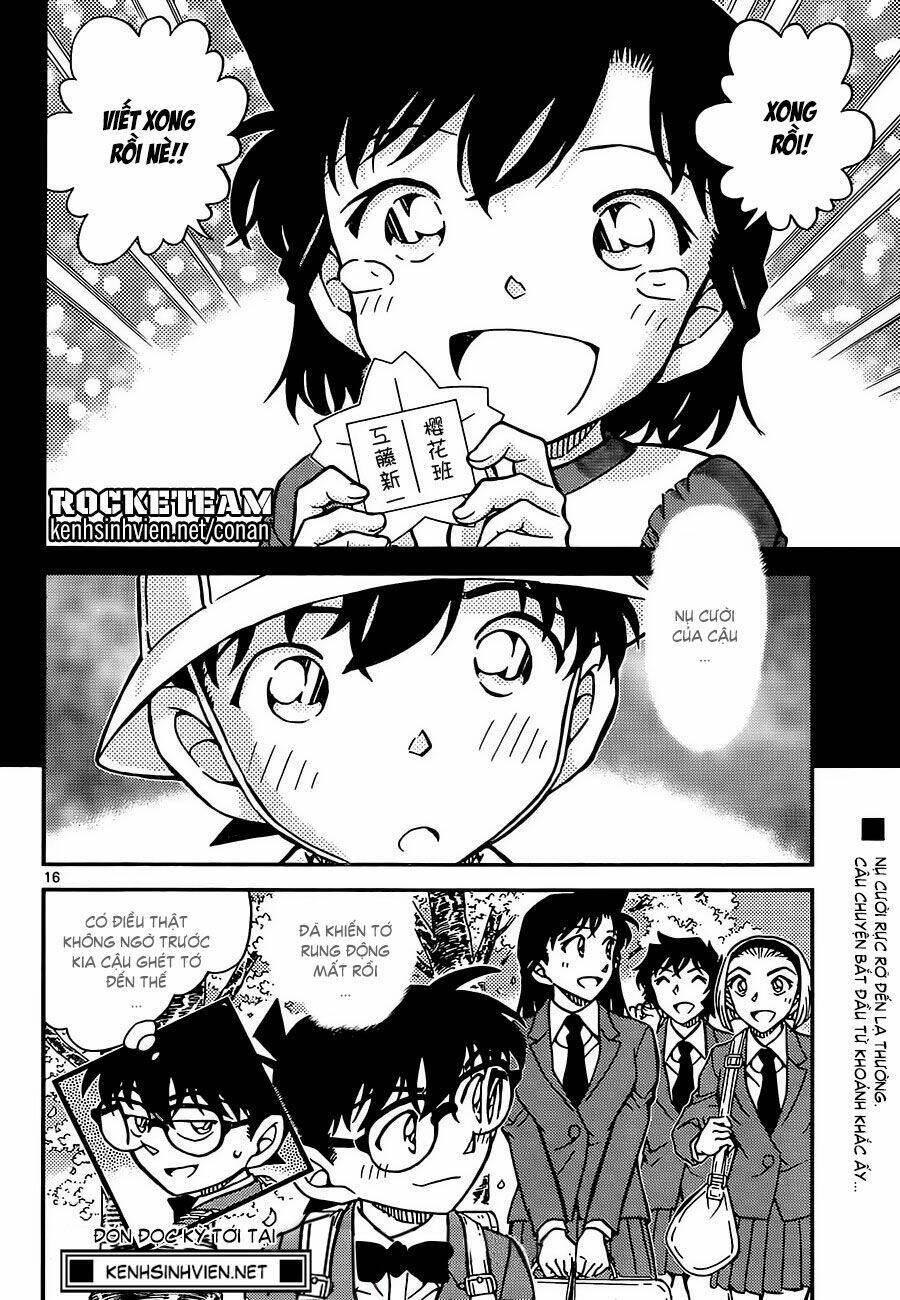 XONG
RỒI!
VIẾT XONG
RỒI NÈ!!
櫻花班
工藤新一
ROCKETEAM
kenhsinhvien.net/conan
NỤ CƯỜI
CỦA CẬU
...
16
ĐÃ KHIẾN TỚ
RUNG ĐỘNG
MẤT RỒI
...
CÓ ĐIỀU THẬT
KHÔNG NGỜ TRƯỚC
KIA CẬU GHÉT TỚ
ĐẾN THẾ
...
NỤ CƯỜI RỰC RỠ ĐẾN LẠ THƯỜNG.
CÂU CHUYỆN BẮT ĐẦU TỪ KHOẢNH KHẮC ẤY...
ĐÓN ĐỌC KỲ TỚI TẠI
KENHSINHVIEN.NET